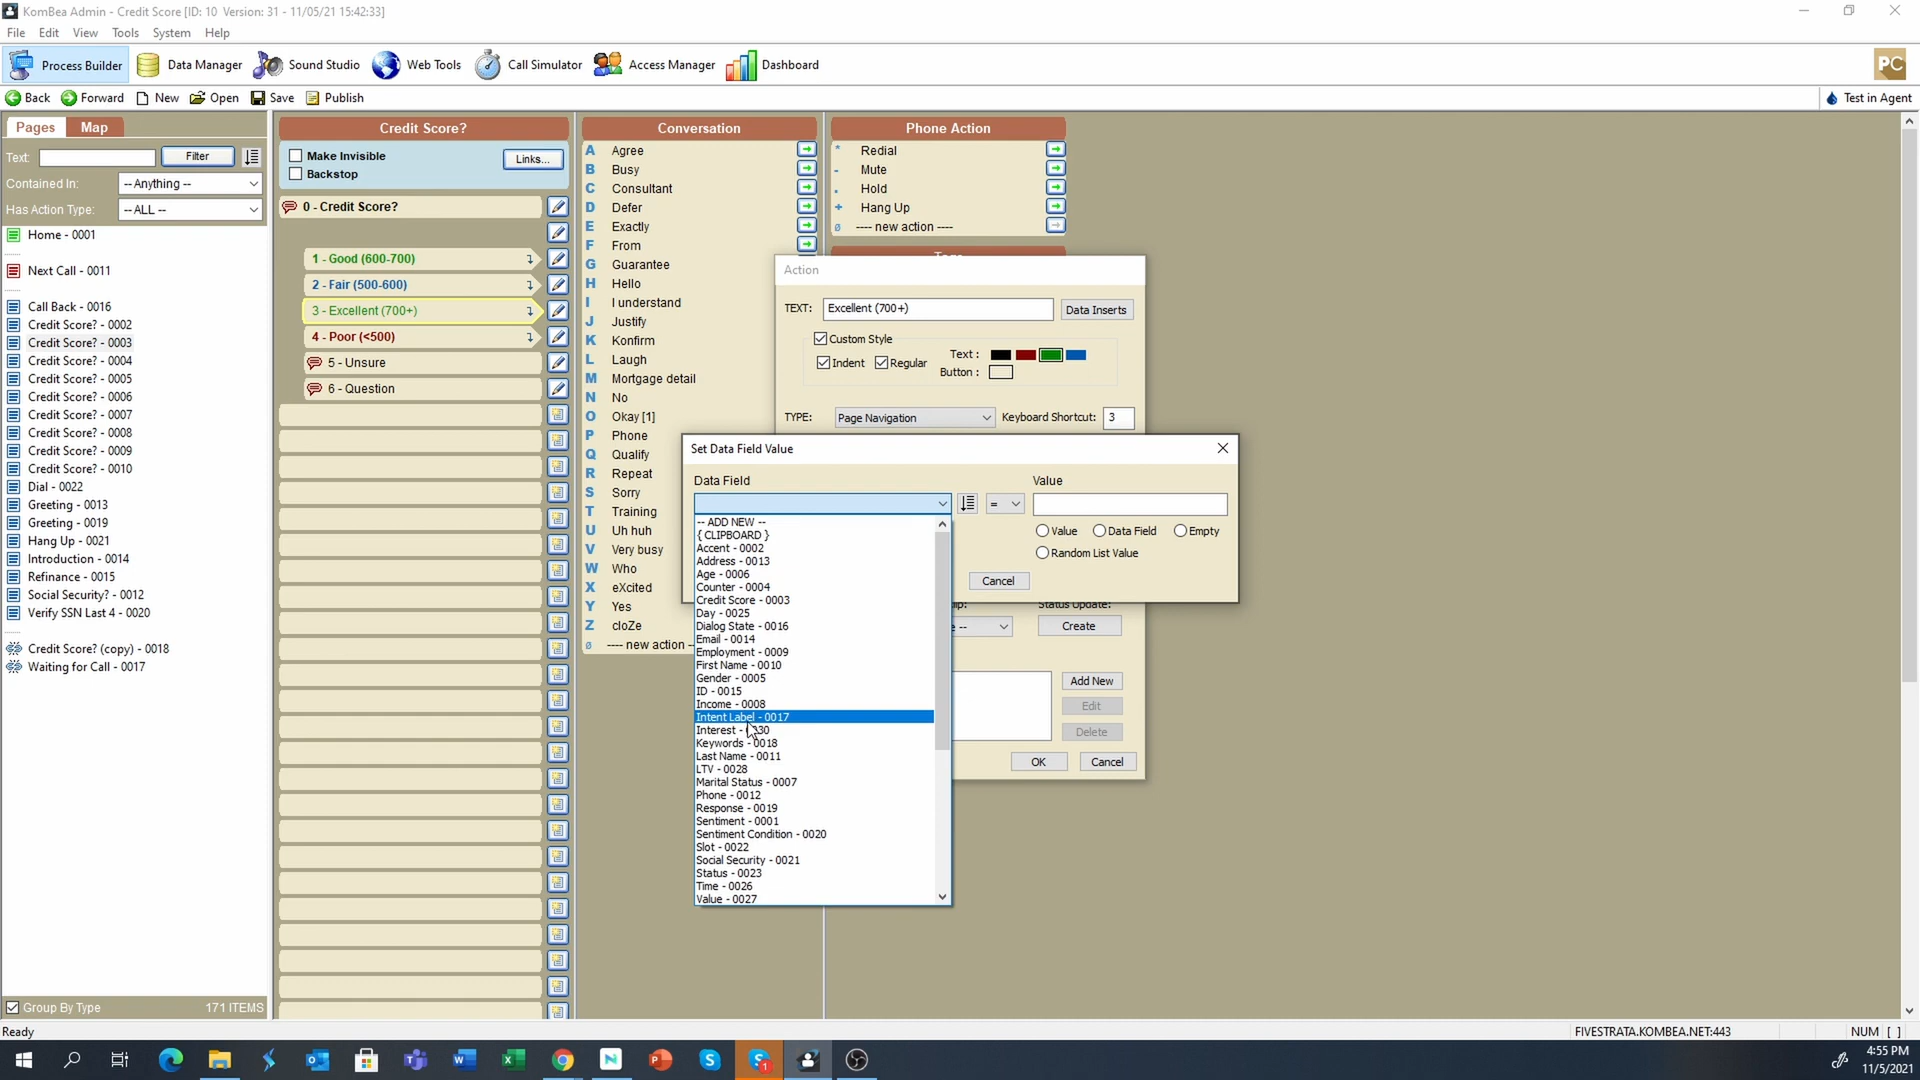 KomBea Admin - Credit Score [ID: 10 Version: 31 - 11/05/21 15:42:33]
File Edit View Tools System Help
Process Builder Data Manager Sound Studio Web Tools Call Simulator Access Manager Dashboard PC
Back Forward New Open Save Publish Test in Agent
Pages Map
Text: Filter
Contained In: -- Anything --
Has Action Type: -- ALL --
Home - 0001
Next Call - 0011
Call Back - 0016
Credit Score? - 0002
Credit Score? - 0003
Credit Score? - 0004
Credit Score? - 0005
Credit Score? - 0006
Credit Score? - 0007
Credit Score? - 0008
Credit Score? - 0009
Credit Score? - 0010
Dial - 0022
Greeting - 0013
Greeting - 0019
Hang Up - 0021
Introduction - 0014
Refinance - 0015
Social Security? - 0012
Verify SSN Last 4 - 0020
Credit Score? (copy) - 0018
Waiting for Call - 0017
Group By Type 171 ITEMS
Credit Score?
Make Invisible
Backstop
Links...
0 - Credit Score?
1 - Good (600-700)
2 - Fair (500-600)
3 - Excellent (700+)
4 - Poor (<500)
5 - Unsure
6 - Question
Conversation
A Agree
B Busy
C Consultant
D Defer
E Exactly
F From
G Guarantee
H Hello
I I understand
J Justify
K Konfirm
L Laugh
M Mortgage detail
N No
O Okay [1]
P Phone
Q Qualify
R Repeat
S Sorry
T Training
U Uh huh
V Very busy
W Who
X eXcited
Y Yes
Z cloZe
ø ---- new action --
Phone Action
* Redial
- Mute
. Hold
+ Hang Up
ø ---- new action ----
Action
TEXT: Excellent (700+) Data Inserts
Custom Style
Indent Regular Text :
Button :
TYPE: Page Navigation Keyboard Shortcut: 3
Set Data Field Value
Data Field Value
=
Value Data Field Empty
Random List Value
Cancel
-- ADD NEW --
{ CLIPBOARD }
Accent - 0002
Address - 0013
Age - 0006
Counter - 0004
Credit Score - 0003
Day - 0025
Dialog State - 0016
Email - 0014
Employment - 0009
First Name - 0010
Gender - 0005
ID - 0015
Income - 0008
Intent Label - 0017
Interest - 0030
Keywords - 0018
Last Name - 0011
LTV - 0028
Marital Status - 0007
Phone - 0012
Response - 0019
Sentiment - 0001
Sentiment Condition - 0020
Slot - 0022
Social Security - 0021
Status - 0023
Time - 0026
Value - 0027
Status Update:
Create
Add New
Edit
Delete
OK Cancel
Ready FIVESTRATA.KOMBEA.NET:443 NUM [ ]
4:55 PM
11/5/2021